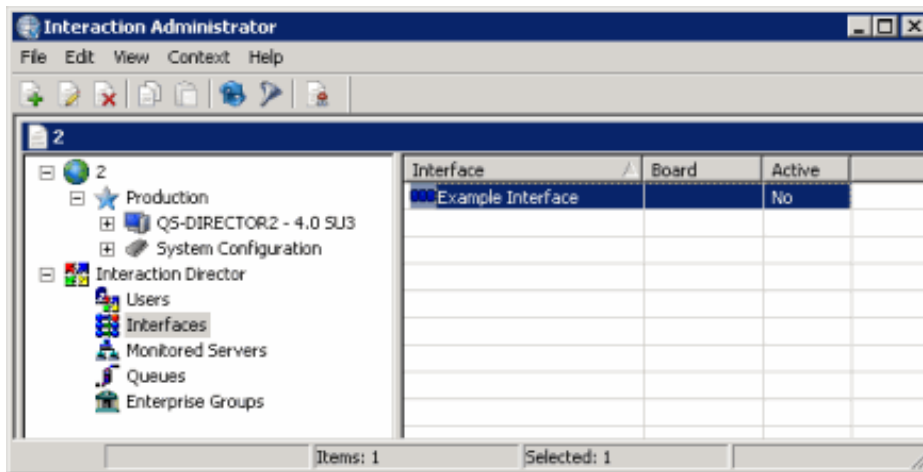 Interaction Administrator
File Edit View Context Help
2
2
Production
QS-DIRECTOR2 - 4.0 SU3
System Configuration
Interaction Director
Users
Interfaces
Monitored Servers
Queues
Enterprise Groups
Interface Board Active
Example Interface No
Items: 1 Selected: 1